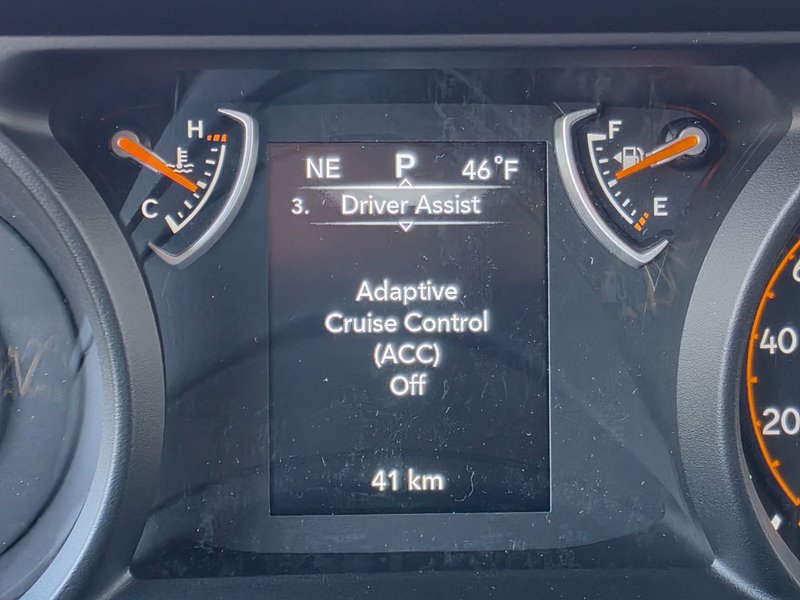 H
C
NE P 46°F
3. Driver Assist
Adaptive
Cruise Control
(ACC)
Off
41 km
F
E
40
20